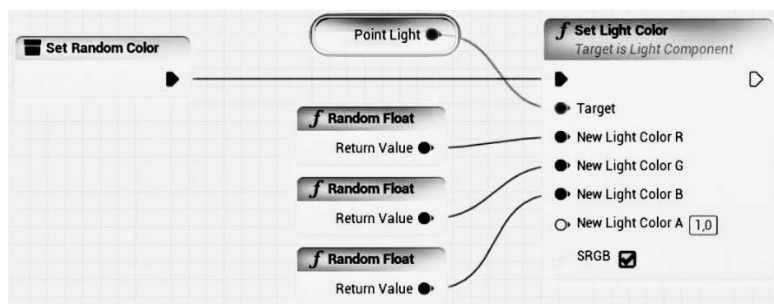 Set Random Color
Point Light
f Set Light Color
Target is Light Component
Target
f Random Float
Return Value
New Light Color R
New Light Color G
f Random Float
Return Value
New Light Color B
New Light Color A 1,0
f Random Float
Return Value
SRGB